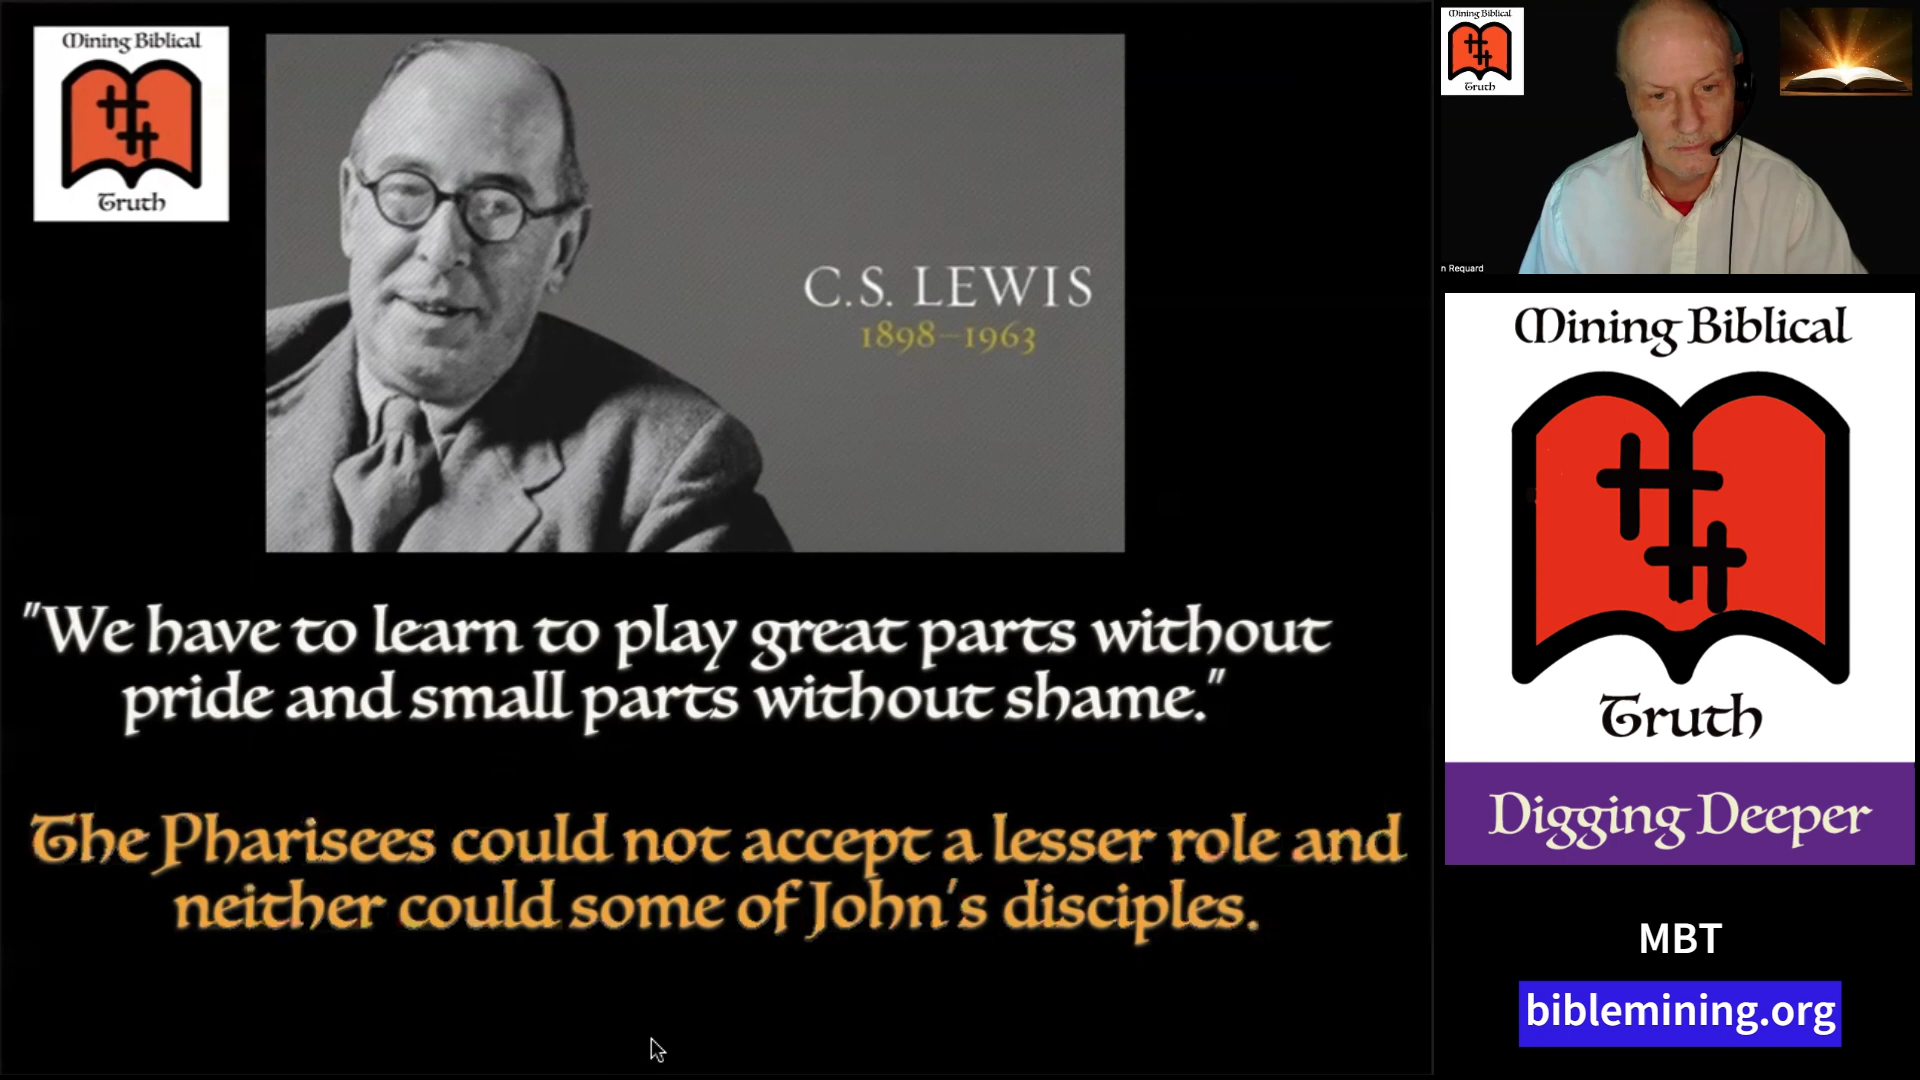 Mining Biblical
Truth
C.S. LEWIS
1898–1963
"We have to learn to play great parts without
pride and small parts without shame."
The Pharisees could not accept a lesser role and
neither could some of John's disciples.
Mining Biblical
Truth
n Requard
Mining Biblical
Truth
Digging Deeper
MBT
biblemining.org